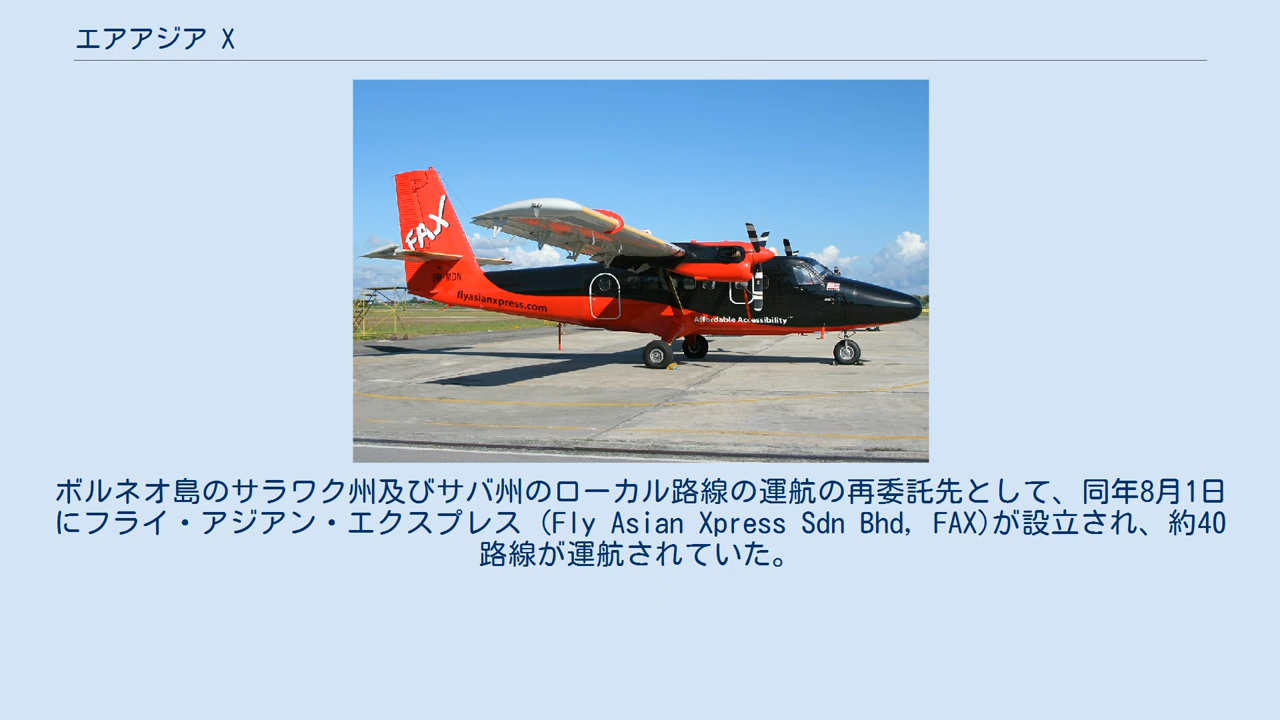 エアアジア X
FAX
9M-MDN
flyasianxpress.com
Affordable Accessibility
ボルネオ島のサラワク州及びサバ州のローカル路線の運航の再委託先として、同年8月1日
にフライ・アジアン・エクスプレス (Fly Asian Xpress Sdn Bhd, FAX)が設立され、約40
路線が運航されていた。